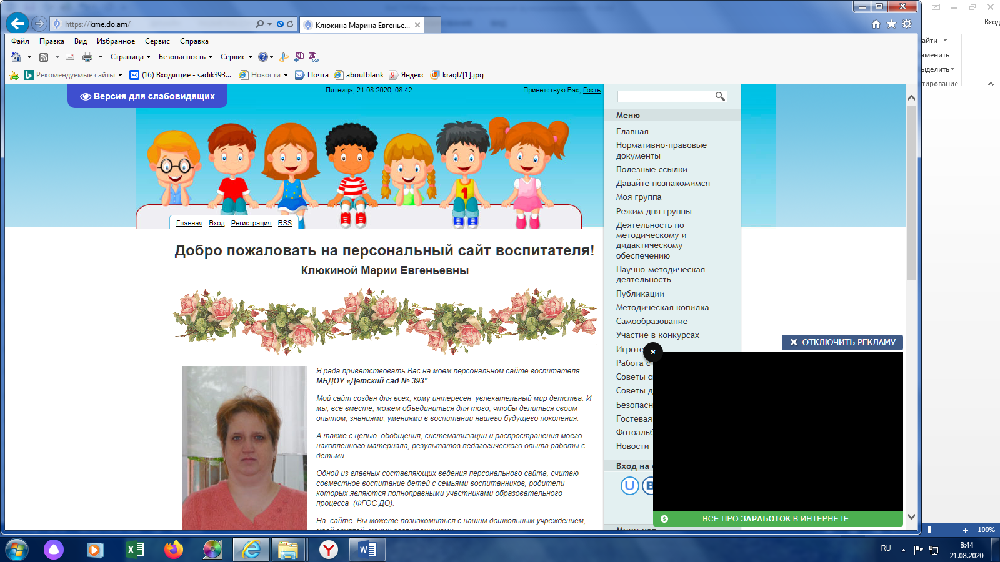 https://kme.do.am/
Клюкина Марина Евгенье...
Вход
Файл Правка Вид Избранное Сервис Справка
айти
Страница Безопасность Сервис
аменить
Рекомендуемые сайты (16) Входящие - sadik393... Новости Почта aboutblank Яндекс kragl7[1].jpg
ыделить
тирование
Версия для слабовидящих
Пятница, 21.08.2020, 08:42
Приветствую Вас, Гость
Главная Вход Регистрация RSS
Добро пожаловать на персональный сайт воспитателя!
Клюкиной Марии Евгеньевны
Я рада приветствовать Вас на моем персональном сайте воспитателя
МБДОУ «Детский сад № 393"
Мой сайт создан для всех, кому интересен увлекательный мир детства. И
мы, все вместе, можем объединиться для того, чтобы делиться своим
опытом, знаниями, умениями в воспитании нашего будущего поколения.
А также с целью обобщения, систематизации и распространения моего
накопленного материала, результатов педагогического опыта работы с
детьми.
Одной из главных составляющих ведения персонального сайта, считаю
совместное воспитание детей с семьями воспитанников, родители
которых являются полноправными участниками образовательного
процесса (ФГОС ДО).
На сайте Вы можете познакомиться с нашим дошкольным учреждением,
Меню
Главная
Нормативно-правовые
документы
Полезные ссылки
Давайте познакомимся
Моя группа
Режим дня группы
Деятельность по
методическому и
дидактическому
обеспечению
Научно-методическая
деятельность
Публикации
Методическая копилка
Самообразование
Участие в конкурсах
Игроте
Работа с
Советы с
Советы д
Безопасн
Гостевая
Фотоальб
Новости
Вход на
ОТКЛЮЧИТЬ РЕКЛАМУ
ВСЕ ПРО ЗАРАБОТОК В ИНТЕРНЕТЕ
100%
RU
8:44
21.08.2020